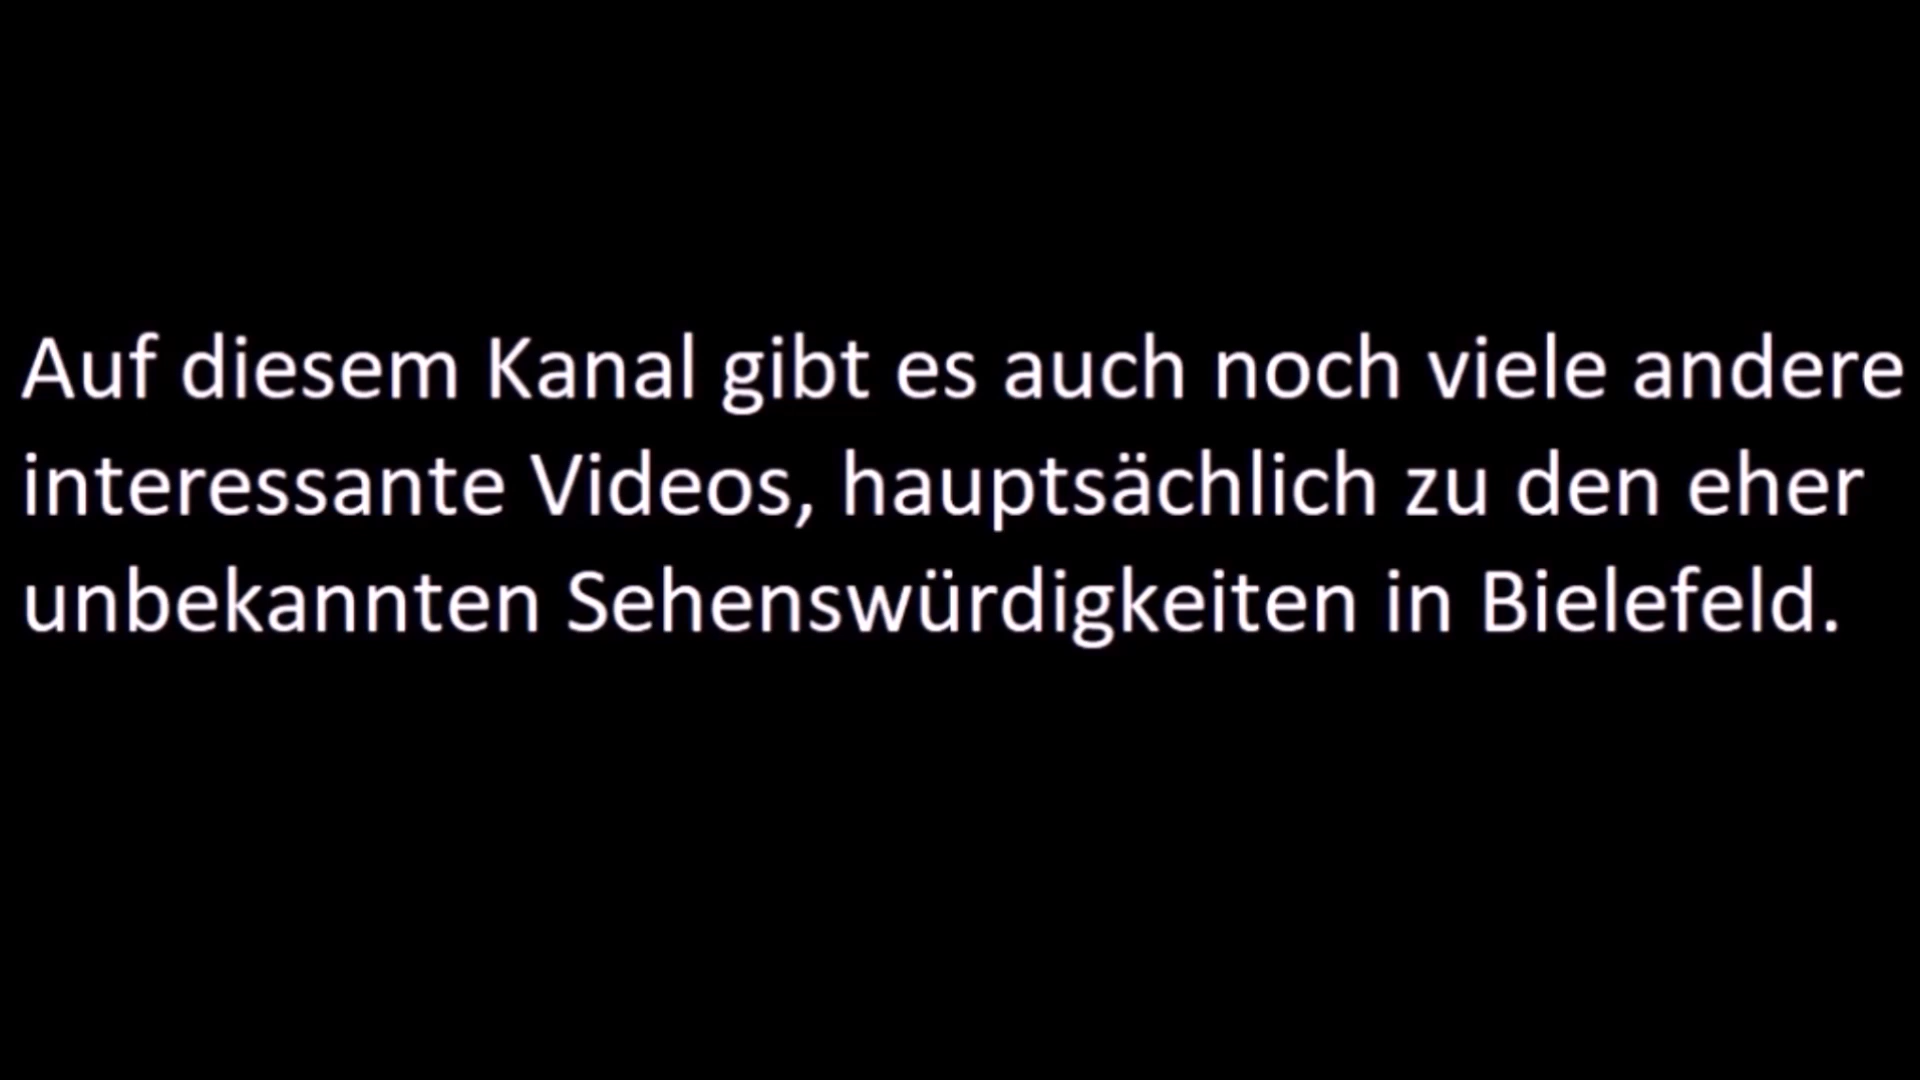 Auf diesem Kanal gibt es auch noch viele andere
interessante Videos, hauptsächlich zu den eher
unbekannten Sehenswürdigkeiten in Bielefeld.